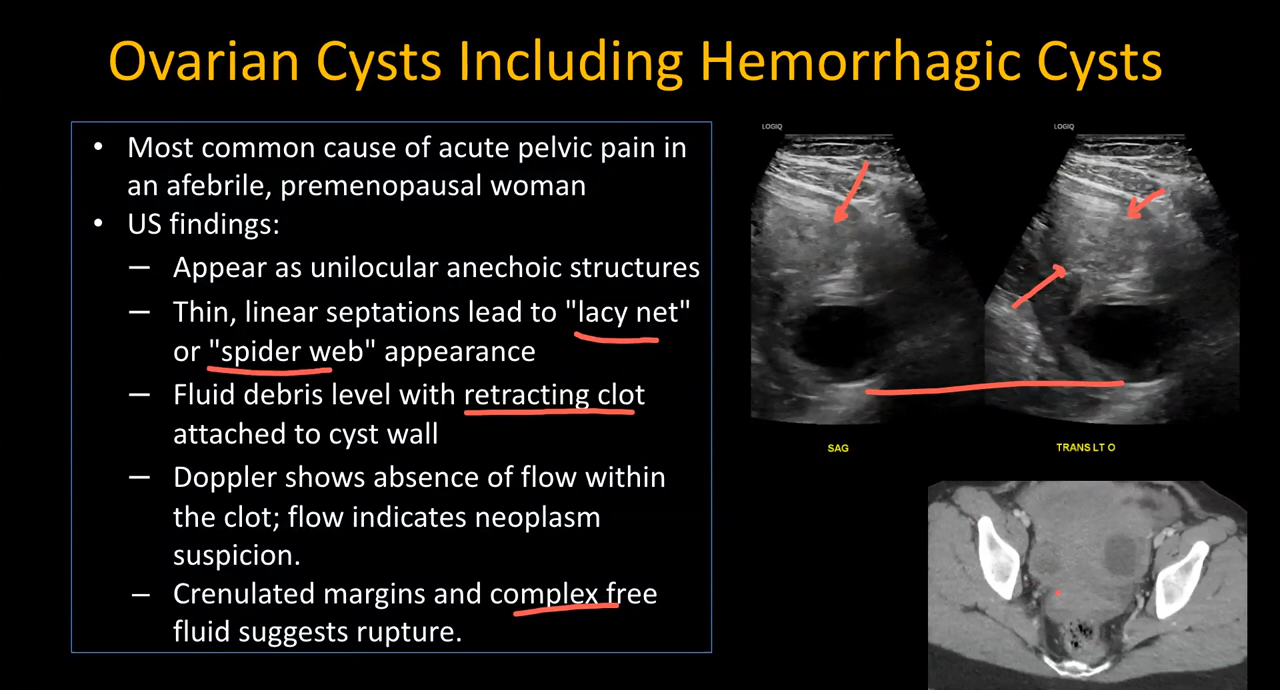 Ovarian Cysts Including Hemorrhagic Cysts
• Most common cause of acute pelvic pain in
an afebrile, premenopausal woman
• US findings:
– Appear as unilocular anechoic structures
– Thin, linear septations lead to "lacy net"
or "spider web" appearance
– Fluid debris level with retracting clot
attached to cyst wall
– Doppler shows absence of flow within
the clot; flow indicates neoplasm
suspicion.
– Crenulated margins and complex free
fluid suggests rupture.
LOGIQ
LOGIQ
SAG
TRANS LT O